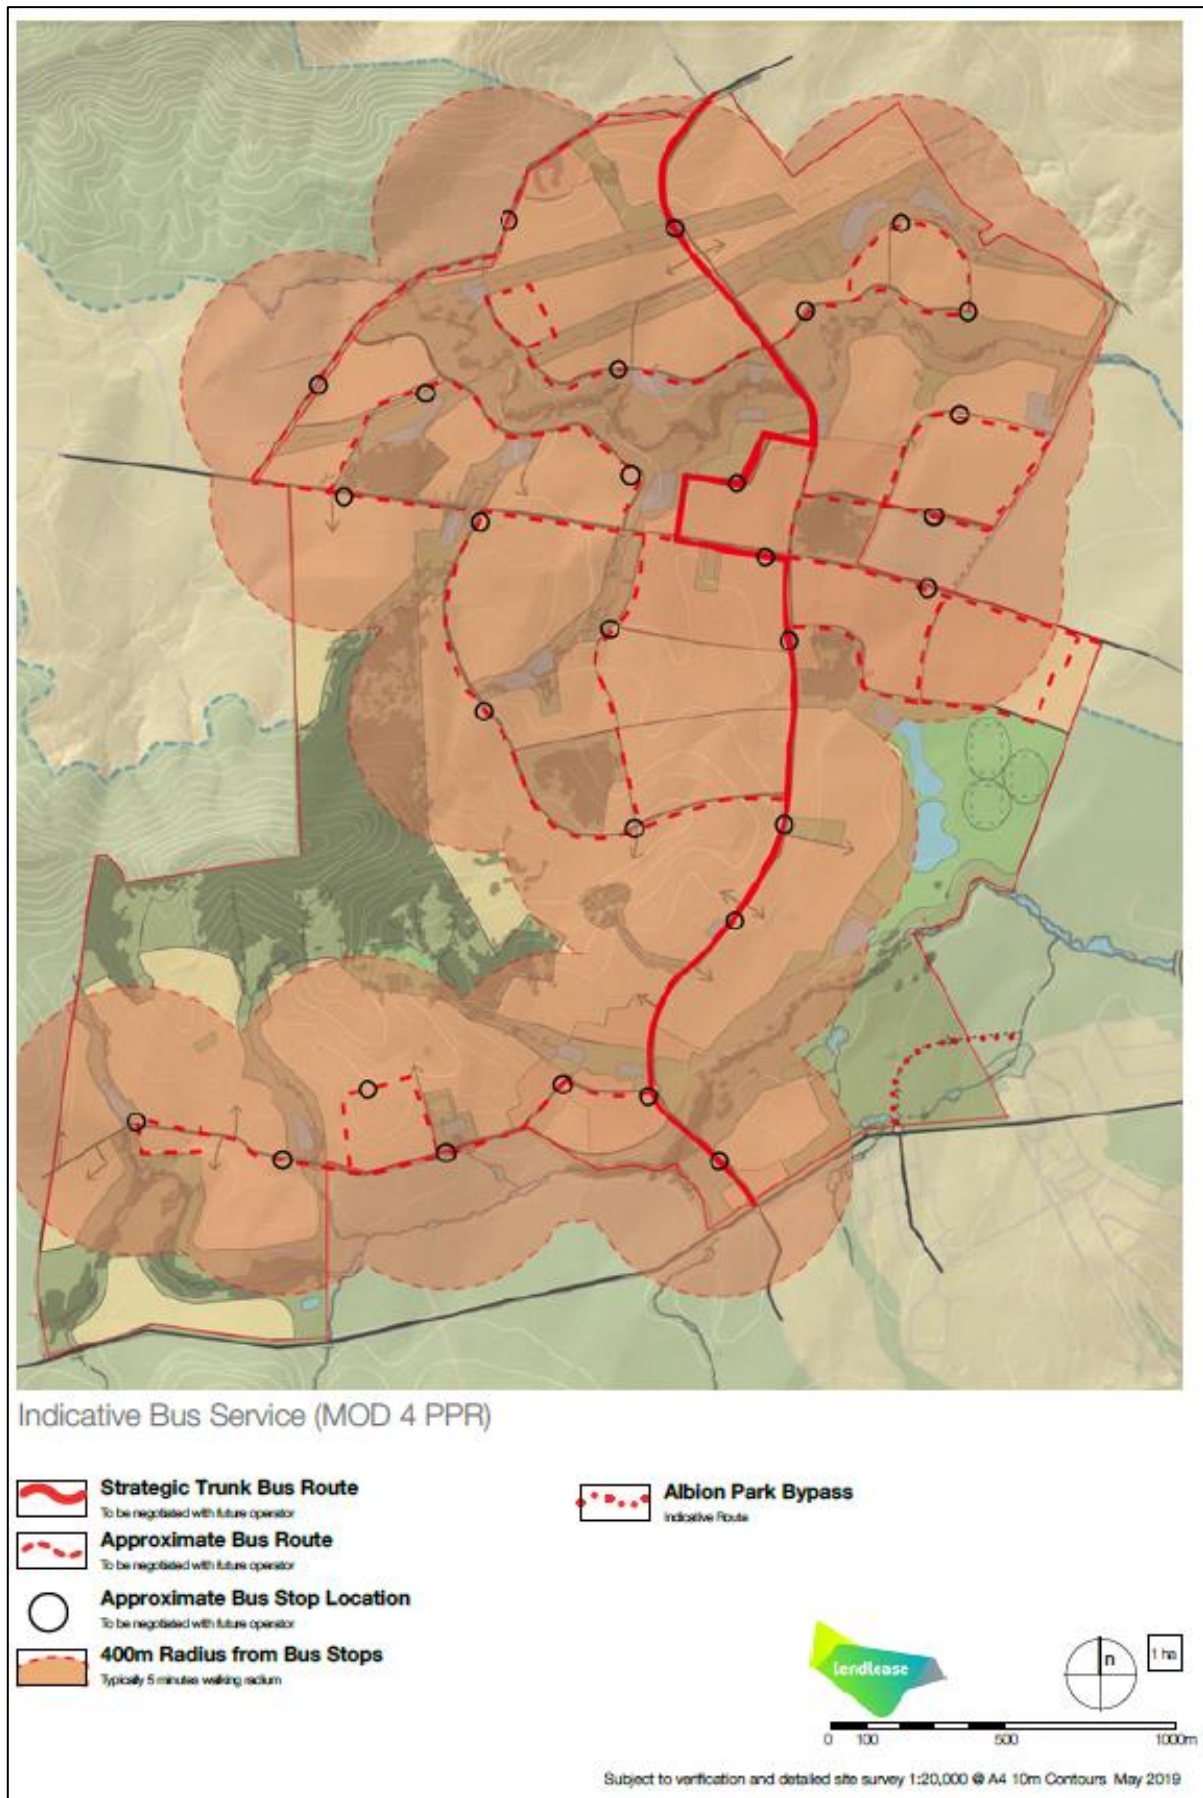 Indicative Bus Service (MOD 4 PPR)
Strategic Trunk Bus Route
To be negotiated with future operator
Approximate Bus Route
To be negotiated with future operator
Approximate Bus Stop Location
To be negotiated with future operator
400m Radius from Bus Stops
Typically 5 minutes walking radium
Albion Park Bypass
Indicative Route
lendlease
n
1 ha
0 100 500 1000m
Subject to verification and detailed site survey 1:20,000 @ A4 10m Contours May 2019